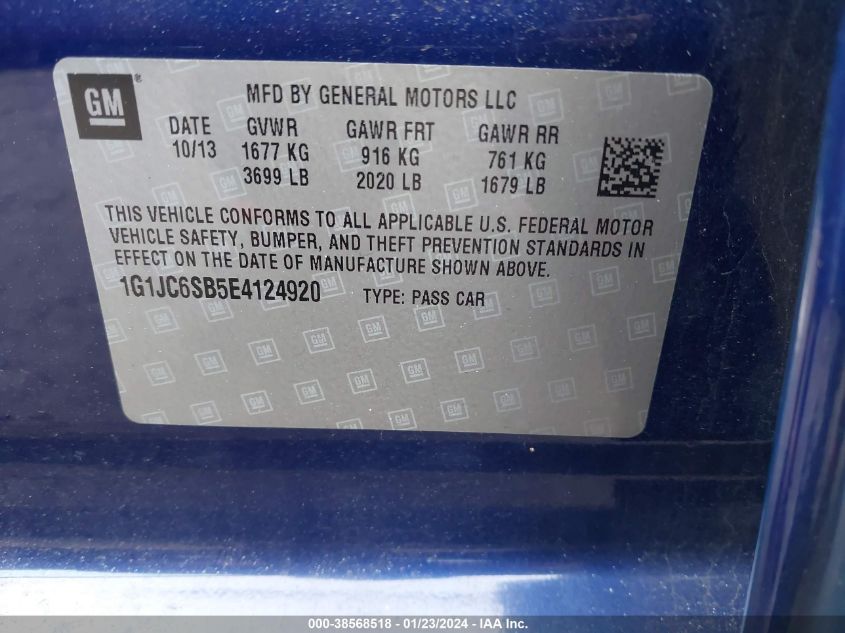 GM ®
MFD BY GENERAL MOTORS LLC
DATE GVWR GAWR FRT GAWR RR
10/13 1677 KG 916 KG 761 KG
3699 LB 2020 LB 1679 LB
THIS VEHICLE CONFORMS TO ALL APPLICABLE U.S. FEDERAL MOTOR
VEHICLE SAFETY, BUMPER, AND THEFT PREVENTION STANDARDS IN
EFFECT ON THE DATE OF MANUFACTURE SHOWN ABOVE.
1G1JC6SB5E4124920 TYPE: PASS CAR
000-38568518 - 01/23/2024 - IAA Inc.